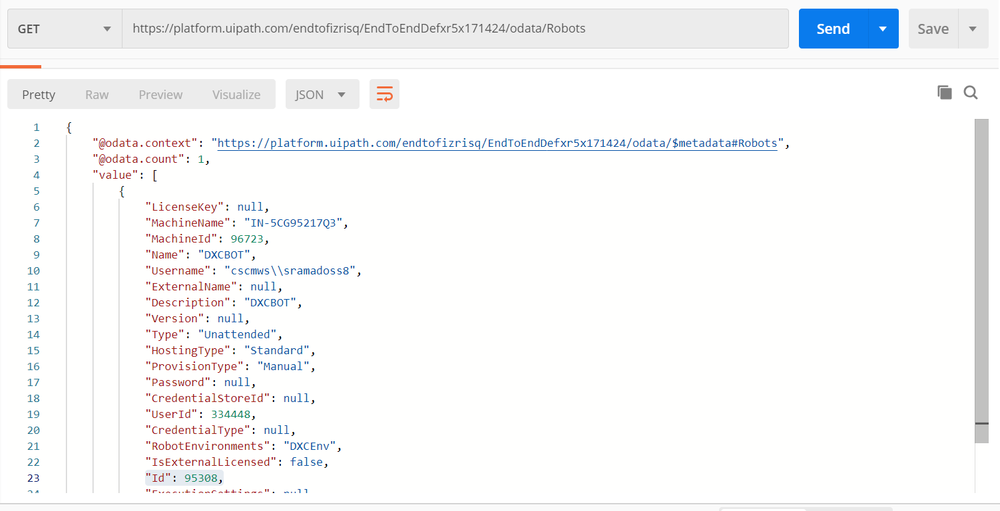 GET https://platform.uipath.com/endtofizrisq/EndToEndDefxr5x171424/odata/Robots Send Save
Pretty Raw Preview Visualize JSON
1 {
2 "@odata.context": "https://platform.uipath.com/endtofizrisq/EndToEndDefxr5x171424/odata/$metadata#Robots",
3 "@odata.count": 1,
4 "value": [
5 {
6 "LicenseKey": null,
7 "MachineName": "IN-5CG95217Q3",
8 "MachineId": 96723,
9 "Name": "DXCBOT",
10 "Username": "cscmws\\sramadoss8",
11 "ExternalName": null,
12 "Description": "DXCBOT",
13 "Version": null,
14 "Type": "Unattended",
15 "HostingType": "Standard",
16 "ProvisionType": "Manual",
17 "Password": null,
18 "CredentialStoreId": null,
19 "UserId": 334448,
20 "CredentialType": null,
21 "RobotEnvironments": "DXCEnv",
22 "IsExternalLicensed": false,
23 "Id": 95308,
24 "ExecutionSettings": null